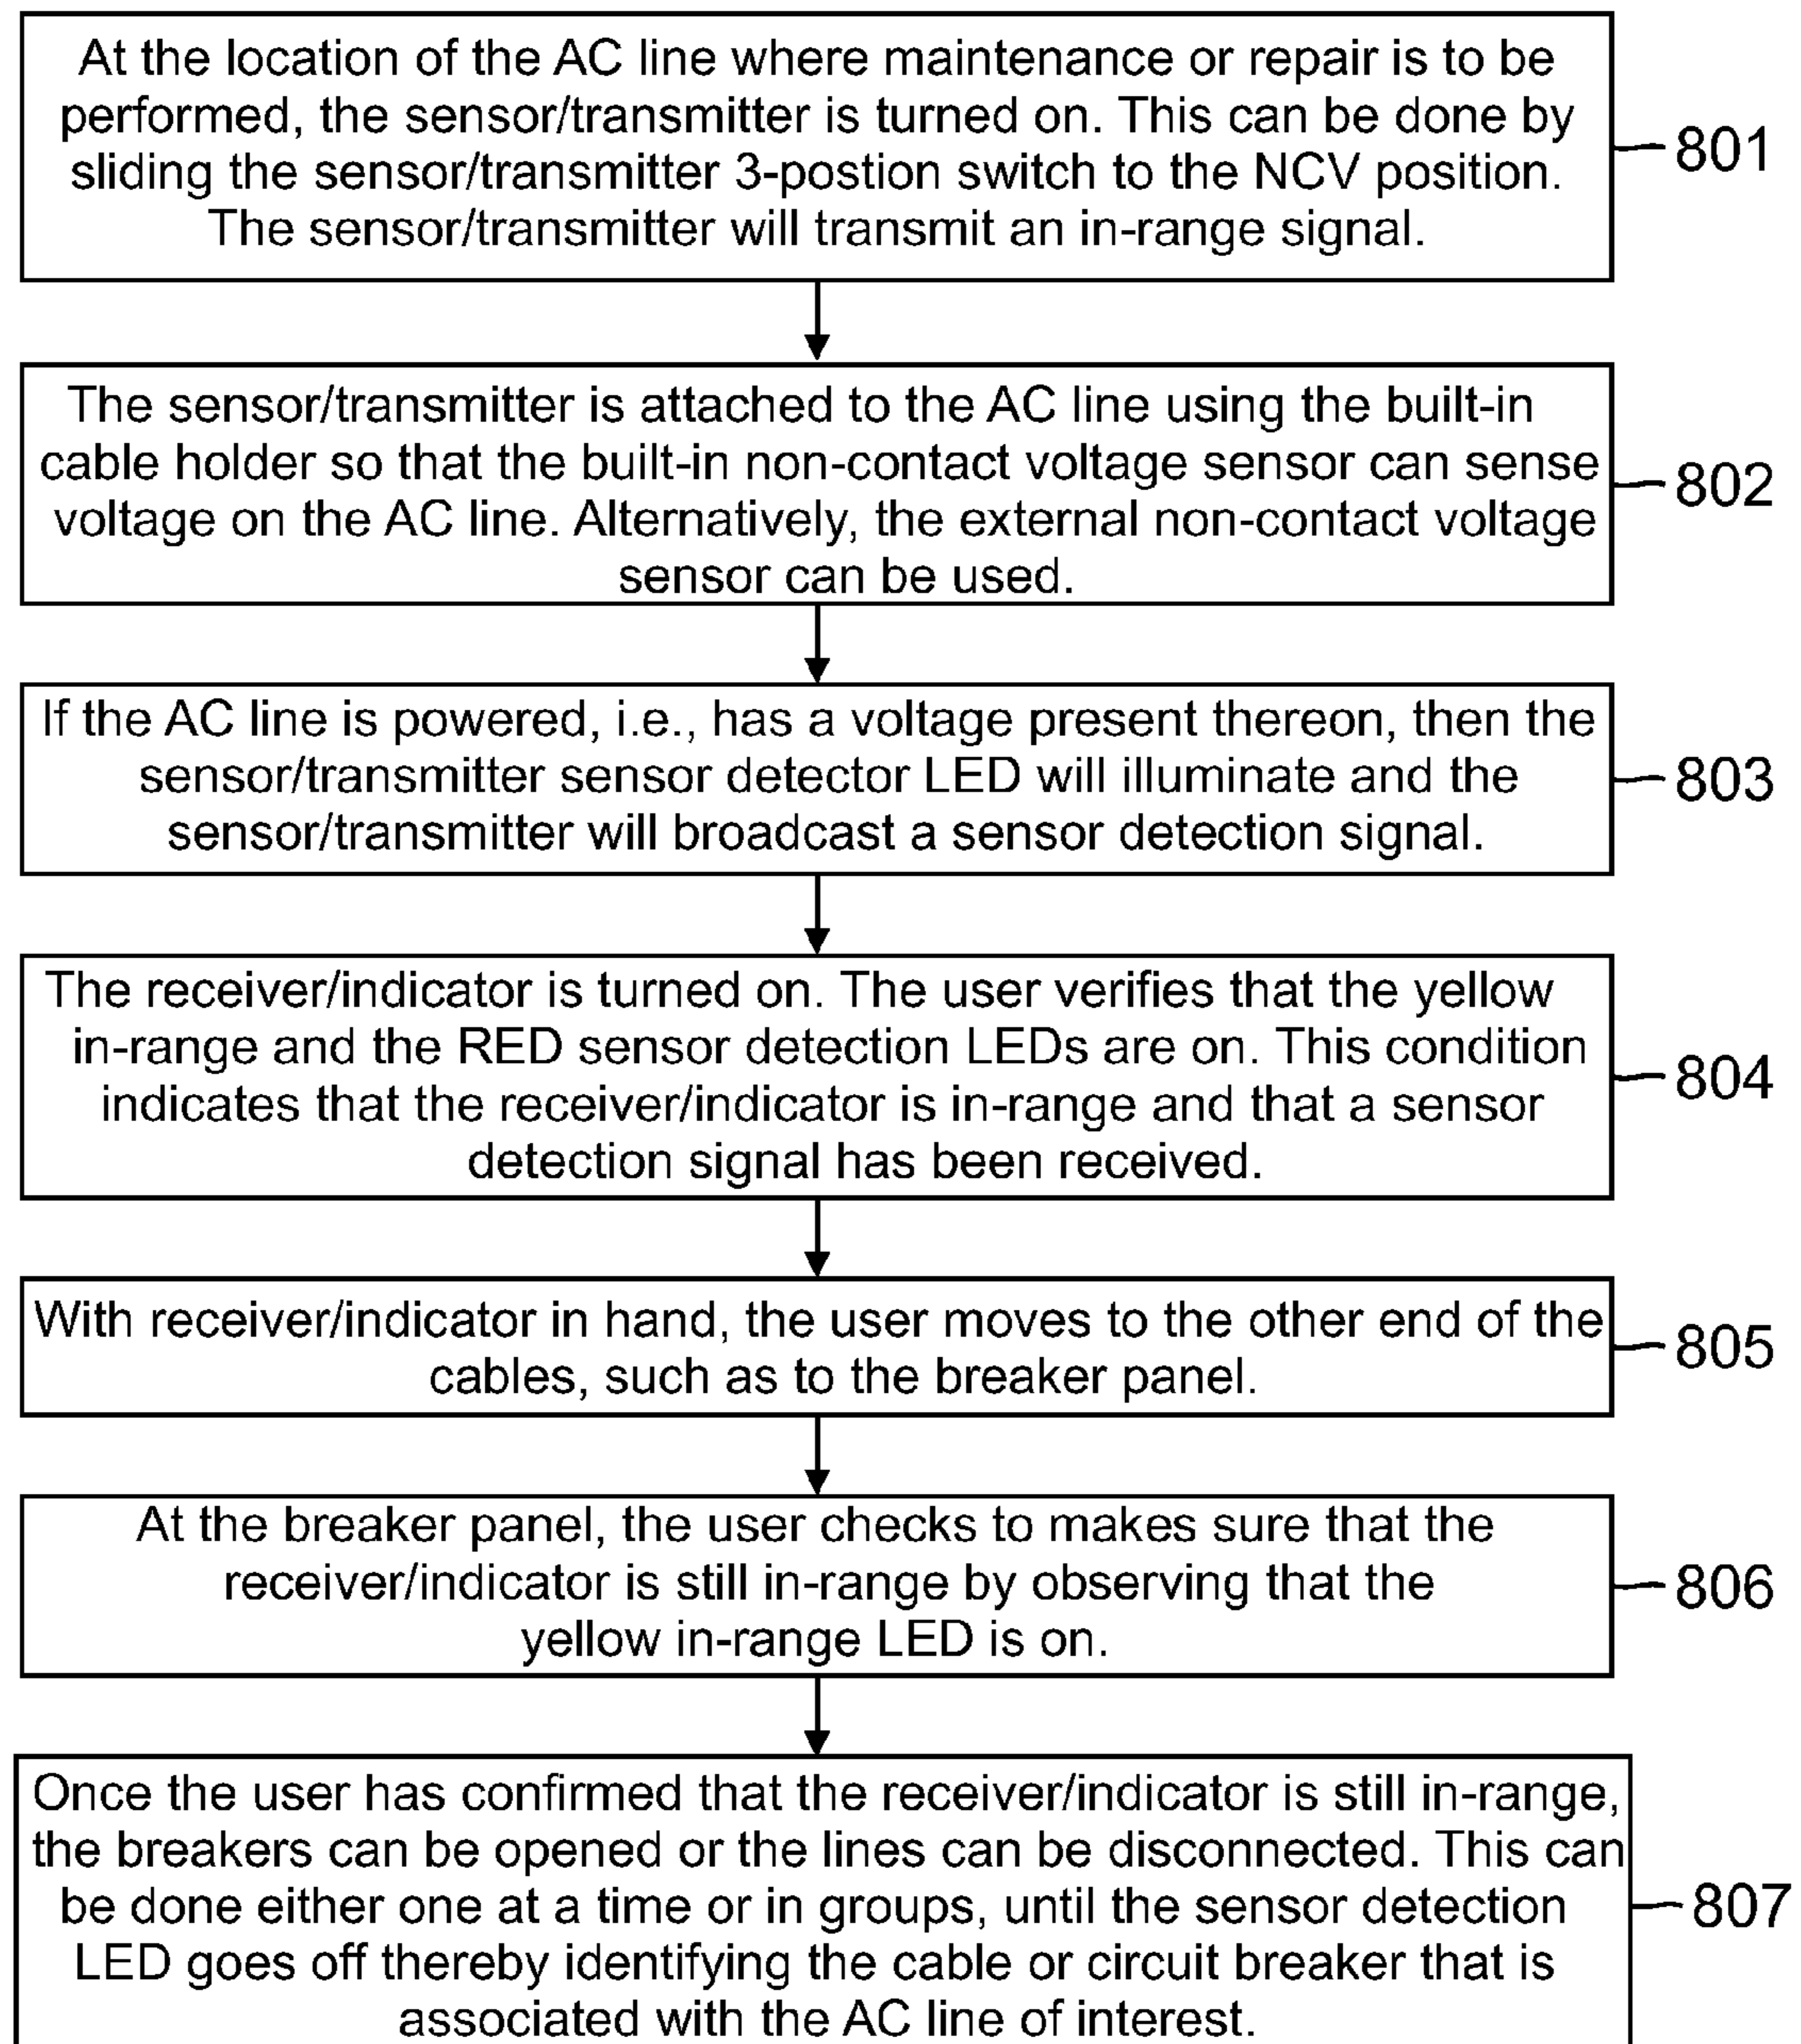 At the location of the AC line where maintenance or repair is to be
performed, the sensor/transmitter is turned on. This can be done by
sliding the sensor/transmitter 3-postion switch to the NCV position.
The sensor/transmitter will transmit an in-range signal.
801
The sensor/transmitter is attached to the AC line using the built-in
cable holder so that the built-in non-contact voltage sensor can sense
voltage on the AC line. Alternatively, the external non-contact voltage
sensor can be used.
802
If the AC line is powered, i.e., has a voltage present thereon, then the
sensor/transmitter sensor detector LED will illuminate and the
sensor/transmitter will broadcast a sensor detection signal.
803
The receiver/indicator is turned on. The user verifies that the yellow
in-range and the RED sensor detection LEDs are on. This condition
indicates that the receiver/indicator is in-range and that a sensor
detection signal has been received.
804
With receiver/indicator in hand, the user moves to the other end of the
cables, such as to the breaker panel.
805
At the breaker panel, the user checks to makes sure that the
receiver/indicator is still in-range by observing that the
yellow in-range LED is on.
806
Once the user has confirmed that the receiver/indicator is still in-range,
the breakers can be opened or the lines can be disconnected. This can
be done either one at a time or in groups, until the sensor detection
LED goes off thereby identifying the cable or circuit breaker that is
associated with the AC line of interest.
807